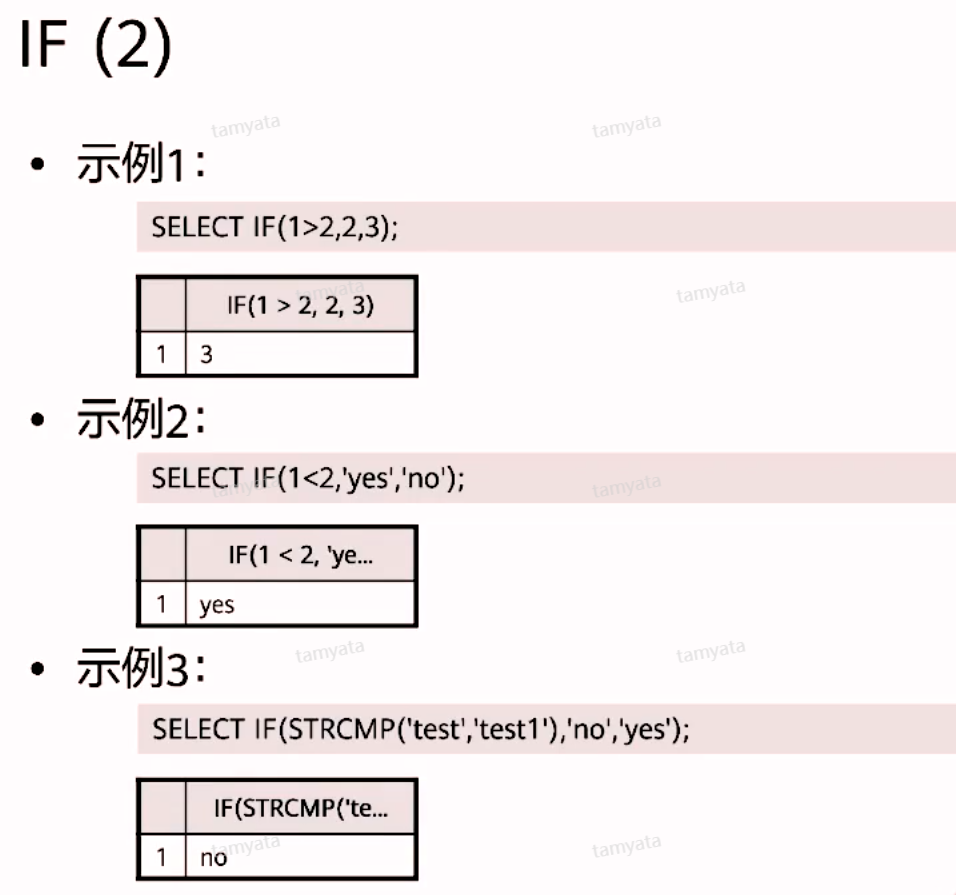 IF (2)
tamyata tamyata
• 示例1：
SELECT IF(1>2,2,3);
tamyata tamyata
IF(1 > 2, 2, 3)
1 3
• 示例2：
SELECT IF(1<2,'yes','no');
tamyata tamyata
IF(1 < 2, 'ye...
1 yes
tamyata tamyata
• 示例3：
SELECT IF(STRCMP('test','test1'),'no','yes');
IF(STRCMP('te...
1 no
tamyata tamyata